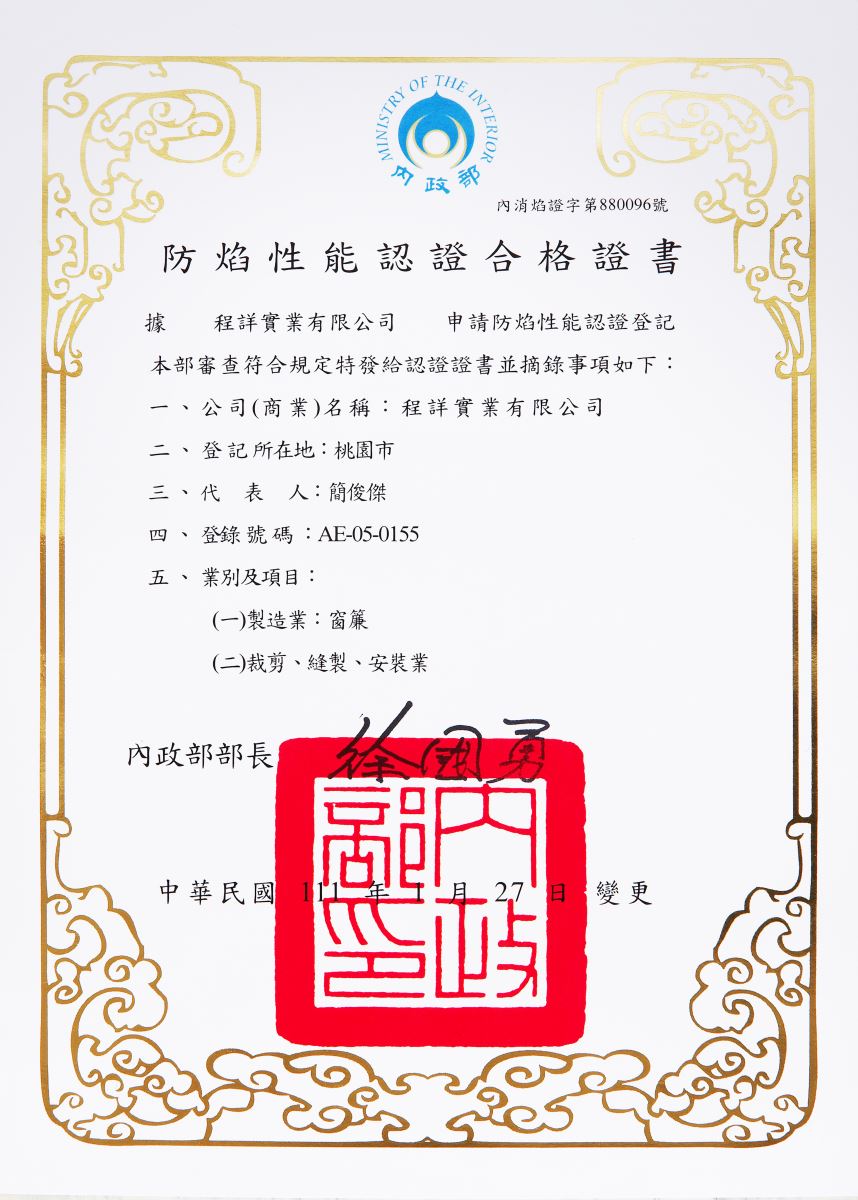 MINISTRY OF THE INTERIOR
內政部
內消焰證字第880096號
防焰性能認證合格證書
據 程詳實業有限公司 申請防焰性能認證登記
本部審查符合規定特發給認證證書並摘錄事項如下：
一、公司(商業)名稱：程詳實業有限公司
二、登記所在地：桃園市
三、代表人：簡俊傑
四、登錄號碼：AE-05-0155
五、業別及項目：
(一)製造業：窗簾
(二)裁剪、縫製、安裝業
內政部部長 徐國勇
內政部印
中華民國 111 年 1 月 27 日 變更